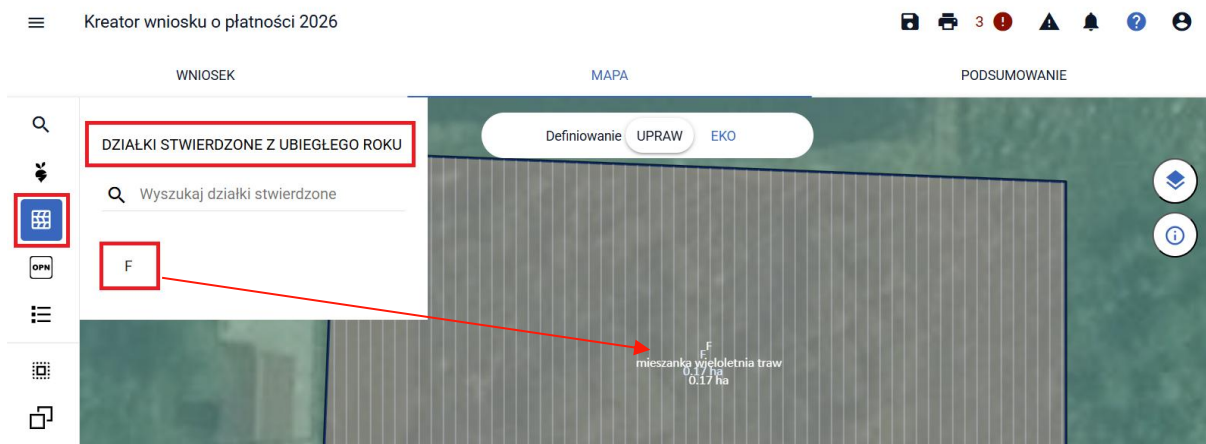 Kreator wniosku o płatności 2026
3
WNIOSEK
MAPA
PODSUMOWANIE
DZIAŁKI STWIERDZONE Z UBIEGŁEGO ROKU
Definiowanie UPRAW EKO
Wyszukaj działki stwierdzone
OPN
F
F
F
mieszanka wieloletnia traw
0.17 ha
0.17 ha